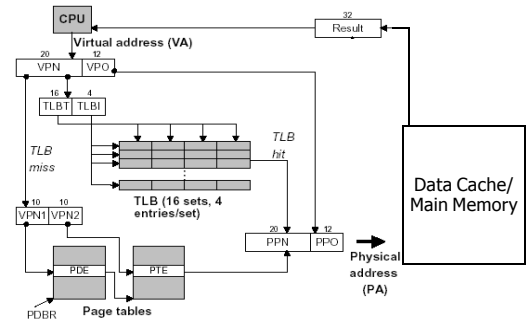 CPU
32
Result
Virtual address (VA)
20 12
VPN VPO
16 4
TLBT TLBI
TLB
miss
TLB
hit
...
TLB (16 sets, 4
entries/set)
Data Cache/
Main Memory
10 10
VPN1 VPN2
20 12
PPN PPO
Physical
address
(PA)
PDE PTE
PDBR
Page tables